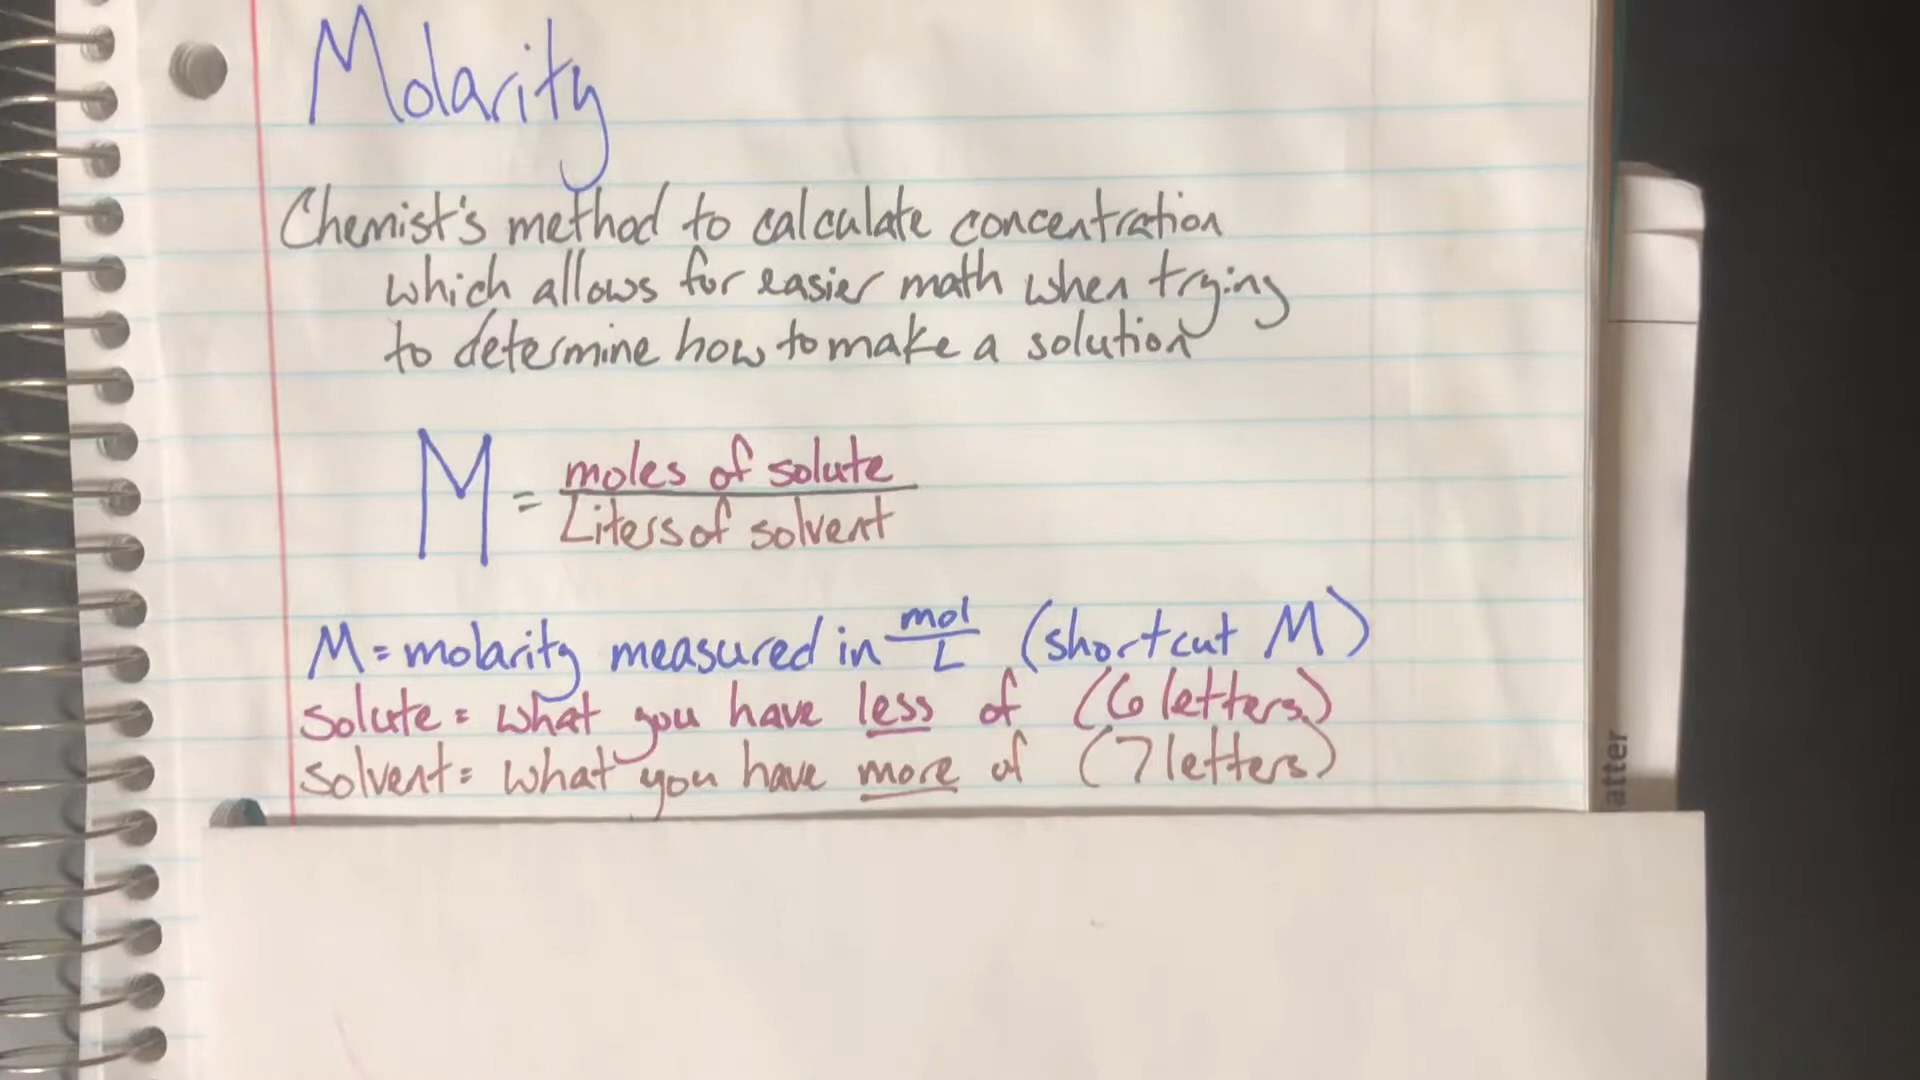 Molarity
Chemist's method to calculate concentration
which allows for easier math when trying
to determine how to make a solution
M = moles of solute / Liters of solvent
M = molarity measured in mol / L (shortcut M)
solute = what you have less of (6 letters)
solvent = what you have more of (7 letters)
atter